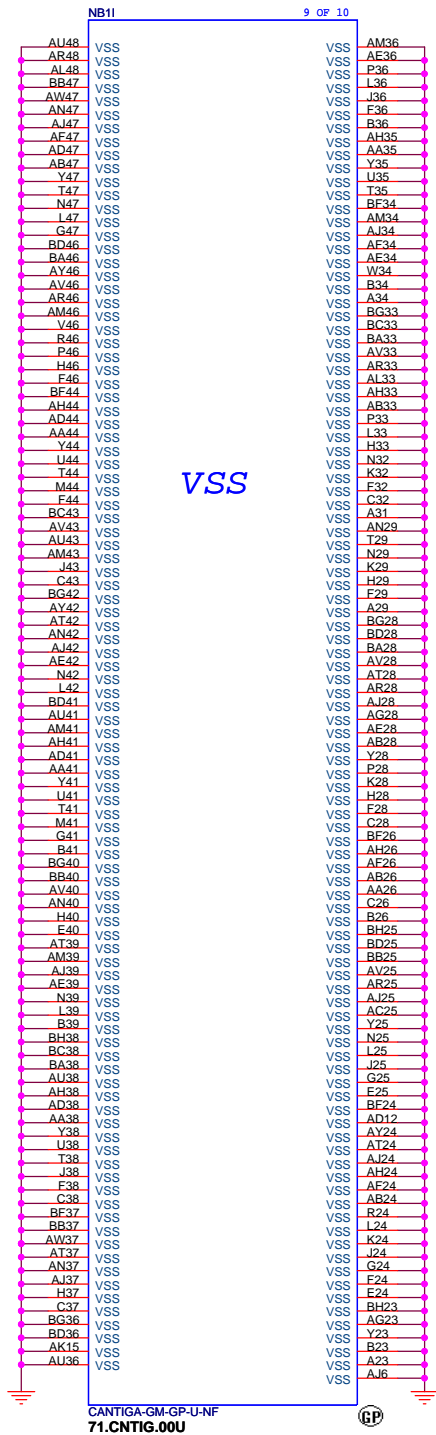 NB1I 9 OF 10
AU48 VSS VSS AM36
AR48 VSS VSS AE36
AL48 VSS VSS P36
BB47 VSS VSS L36
AW47 VSS VSS J36
AN47 VSS VSS F36
AJ47 VSS VSS B36
AF47 VSS VSS AH35
AD47 VSS VSS AA35
AB47 VSS VSS Y35
Y47 VSS VSS U35
T47 VSS VSS T35
N47 VSS VSS BF34
L47 VSS VSS AM34
G47 VSS VSS AJ34
BD46 VSS VSS AF34
BA46 VSS VSS AE34
AY46 VSS VSS W34
AV46 VSS VSS B34
AR46 VSS VSS A34
AM46 VSS VSS BG33
V46 VSS VSS BC33
R46 VSS VSS BA33
P46 VSS VSS AV33
H46 VSS VSS AR33
F46 VSS VSS AL33
BF44 VSS VSS AH33
AH44 VSS VSS AB33
AD44 VSS VSS P33
AA44 VSS VSS L33
Y44 VSS VSS H33
U44 VSS VSS N32
T44 VSS VSS K32
VSS
M44 VSS VSS F32
F44 VSS VSS C32
BC43 VSS VSS A31
AV43 VSS VSS AN29
AU43 VSS VSS T29
AM43 VSS VSS N29
J43 VSS VSS K29
C43 VSS VSS H29
BG42 VSS VSS F29
AY42 VSS VSS A29
AT42 VSS VSS BG28
AN42 VSS VSS BD28
AJ42 VSS VSS BA28
AE42 VSS VSS AV28
N42 VSS VSS AT28
L42 VSS VSS AR28
BD41 VSS VSS AJ28
AU41 VSS VSS AG28
AM41 VSS VSS AE28
AH41 VSS VSS AB28
AD41 VSS VSS Y28
AA41 VSS VSS P28
Y41 VSS VSS K28
U41 VSS VSS H28
T41 VSS VSS F28
M41 VSS VSS C28
G41 VSS VSS BF26
B41 VSS VSS AH26
BG40 VSS VSS AF26
BB40 VSS VSS AB26
AV40 VSS VSS AA26
AN40 VSS VSS C26
H40 VSS VSS B26
E40 VSS VSS BH25
AT39 VSS VSS BD25
AM39 VSS VSS BB25
AJ39 VSS VSS AV25
AE39 VSS VSS AR25
N39 VSS VSS AJ25
L39 VSS VSS AC25
B39 VSS VSS Y25
BH38 VSS VSS N25
BC38 VSS VSS L25
BA38 VSS VSS J25
AU38 VSS VSS G25
AH38 VSS VSS E25
AD38 VSS VSS BF24
AA38 VSS VSS AD12
Y38 VSS VSS AY24
U38 VSS VSS AT24
T38 VSS VSS AJ24
J38 VSS VSS AH24
F38 VSS VSS AF24
C38 VSS VSS AB24
BF37 VSS VSS R24
BB37 VSS VSS L24
AW37 VSS VSS K24
AT37 VSS VSS J24
AN37 VSS VSS G24
AJ37 VSS VSS F24
H37 VSS VSS E24
C37 VSS VSS BH23
BG36 VSS VSS AG23
BD36 VSS VSS Y23
AK15 VSS VSS B23
AU36 VSS VSS A23
VSS AJ6
CANTIGA-GM-GP-U-NF
71.CNTIG.00U
GP